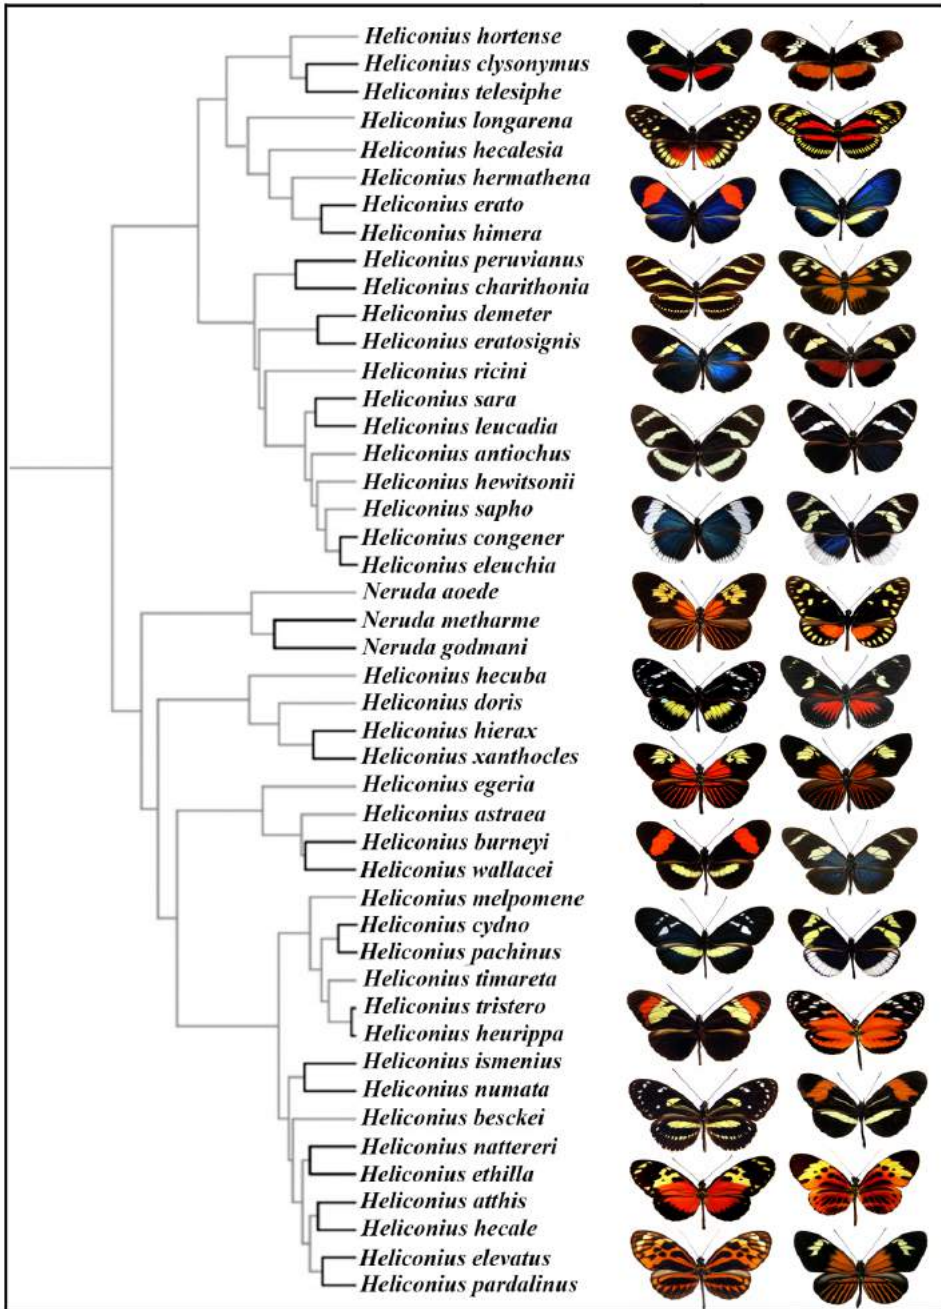 Heliconius hortense
Heliconius clysonymus
Heliconius telesiphe
Heliconius longarena
Heliconius hecalesia
Heliconius hermathena
Heliconius erato
Heliconius himera
Heliconius peruvianus
Heliconius charithonia
Heliconius demeter
Heliconius eratosignis
Heliconius ricini
Heliconius sara
Heliconius leucadia
Heliconius antiochus
Heliconius hewitsonii
Heliconius sapho
Heliconius congener
Heliconius eleuchia
Neruda aoede
Neruda metharme
Neruda godmani
Heliconius hecuba
Heliconius doris
Heliconius hierax
Heliconius xanthocles
Heliconius egeria
Heliconius astraea
Heliconius burneyi
Heliconius wallacei
Heliconius melpomene
Heliconius cydno
Heliconius pachinus
Heliconius timareta
Heliconius tristero
Heliconius heurippa
Heliconius ismenius
Heliconius numata
Heliconius besckei
Heliconius nattereri
Heliconius ethilla
Heliconius atthis
Heliconius hecale
Heliconius elevatus
Heliconius pardalinus